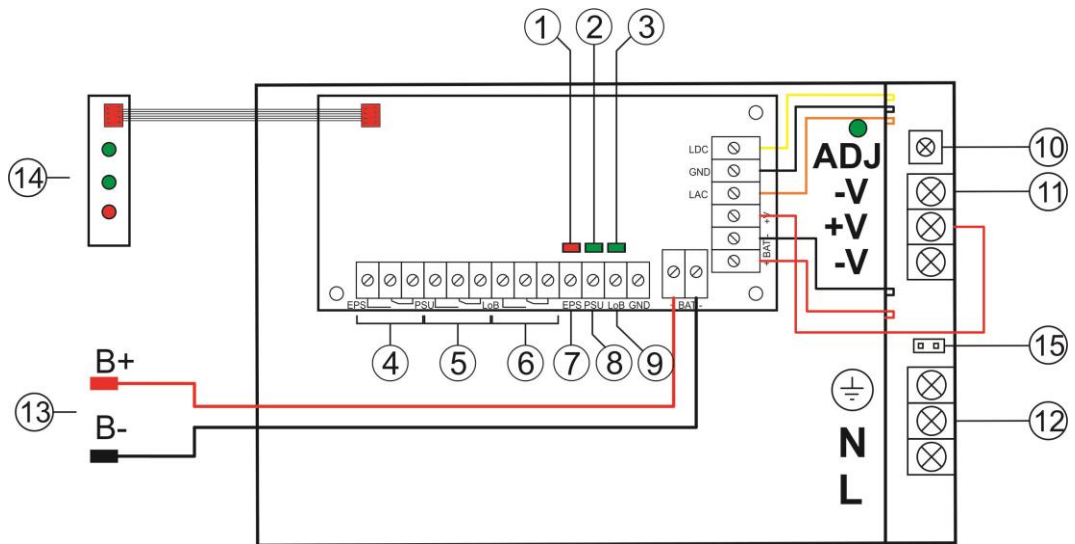 1 2 3
14
LDC
GND
LAC
+V
+ BAT -
ADJ
-V
+V
-V
10
11
EPS PSU LoB EPS PSU LoB GND
+ BAT -
4 5 6 7 8 9
15
B+
13
B-
N
L
12